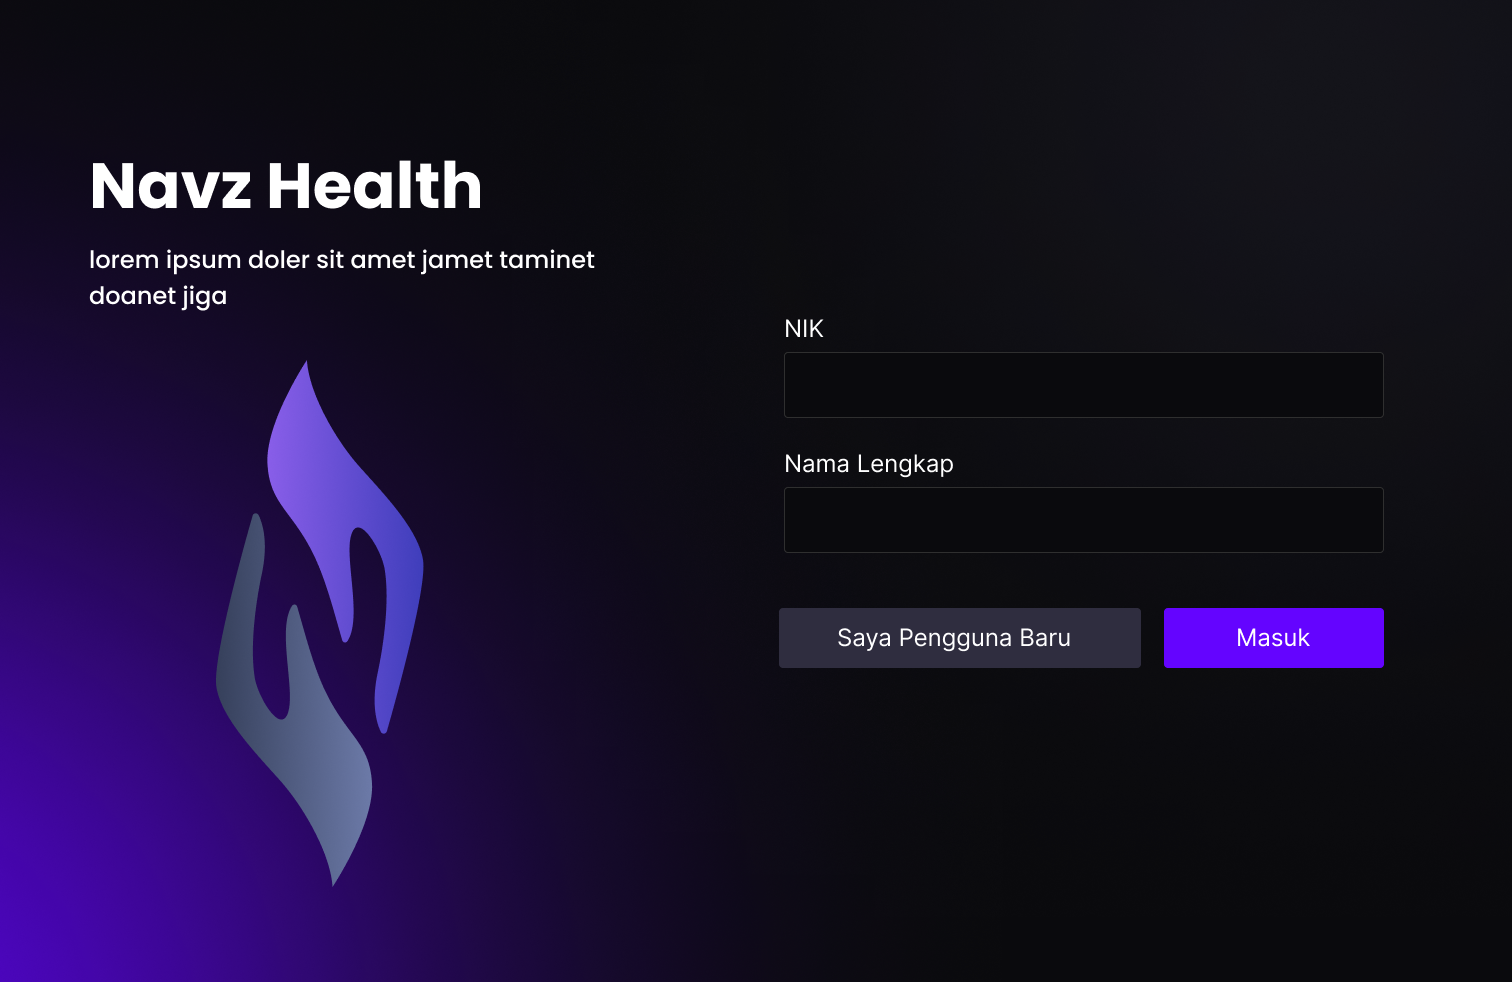 Navz Health
lorem ipsum doler sit amet jamet taminet
doanet jiga
NIK
Nama Lengkap
Saya Pengguna Baru
Masuk